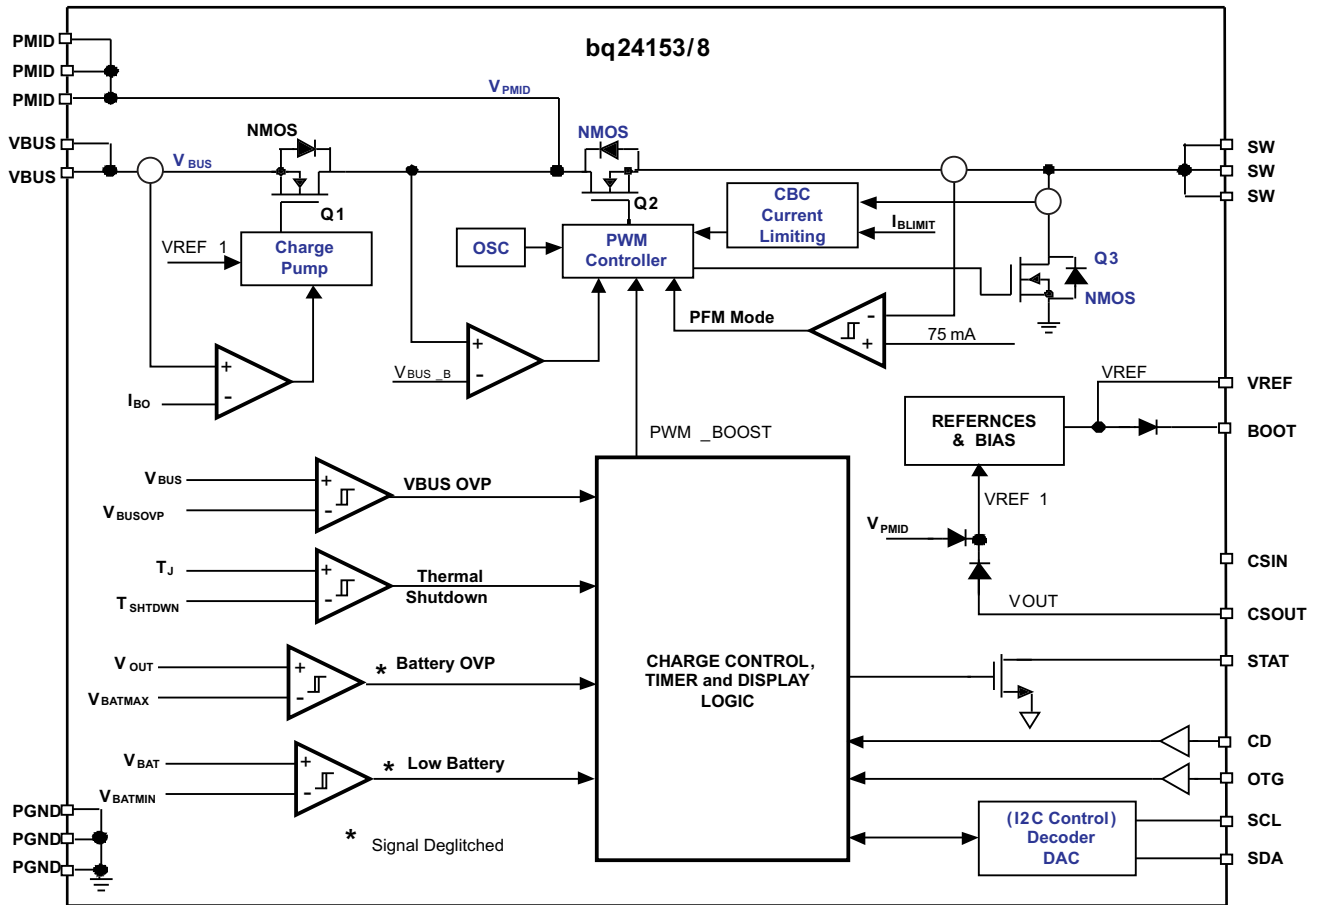 bq24153/8
PMID
PMID
PMID
VPMID
VBUS
VBUS
VBUS
NMOS
Q1
NMOS
Q2
SW
SW
SW
VREF 1
Charge
Pump
OSC
PWM
Controller
CBC
Current
Limiting
IBLIMIT
Q3
NMOS
PFM Mode
-
+
75 mA
+
-
IBO
+
-
VBUS _B
VREF
VREF
BOOT
REFERNCES
& BIAS
PWM _BOOST
VREF 1
VPMID
VOUT
CSIN
CSOUT
VBUS
VBUSOVP
+
-
VBUS OVP
TJ
TSHTDWN
+
-
Thermal
Shutdown
VOUT
VBATMAX
+
-
* Battery OVP
VBAT
VBATMIN
+
-
* Low Battery
* Signal Deglitched
CHARGE CONTROL,
TIMER and DISPLAY
LOGIC
STAT
CD
OTG
(I2C Control)
Decoder
DAC
SCL
SDA
PGND
PGND
PGND